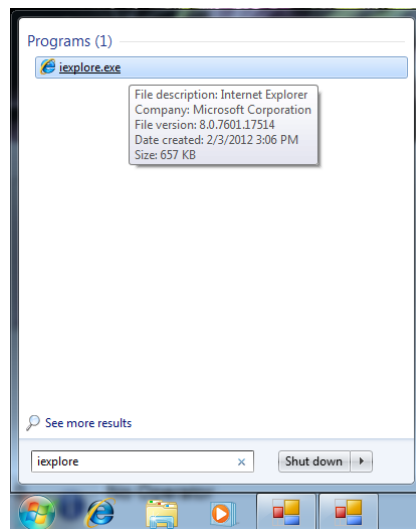 Programs (1)
iexplore.exe
File description: Internet Explorer
Company: Microsoft Corporation
File version: 8.0.7601.17514
Date created: 2/3/2012 3:06 PM
Size: 657 KB
See more results
iexplore
Shut down